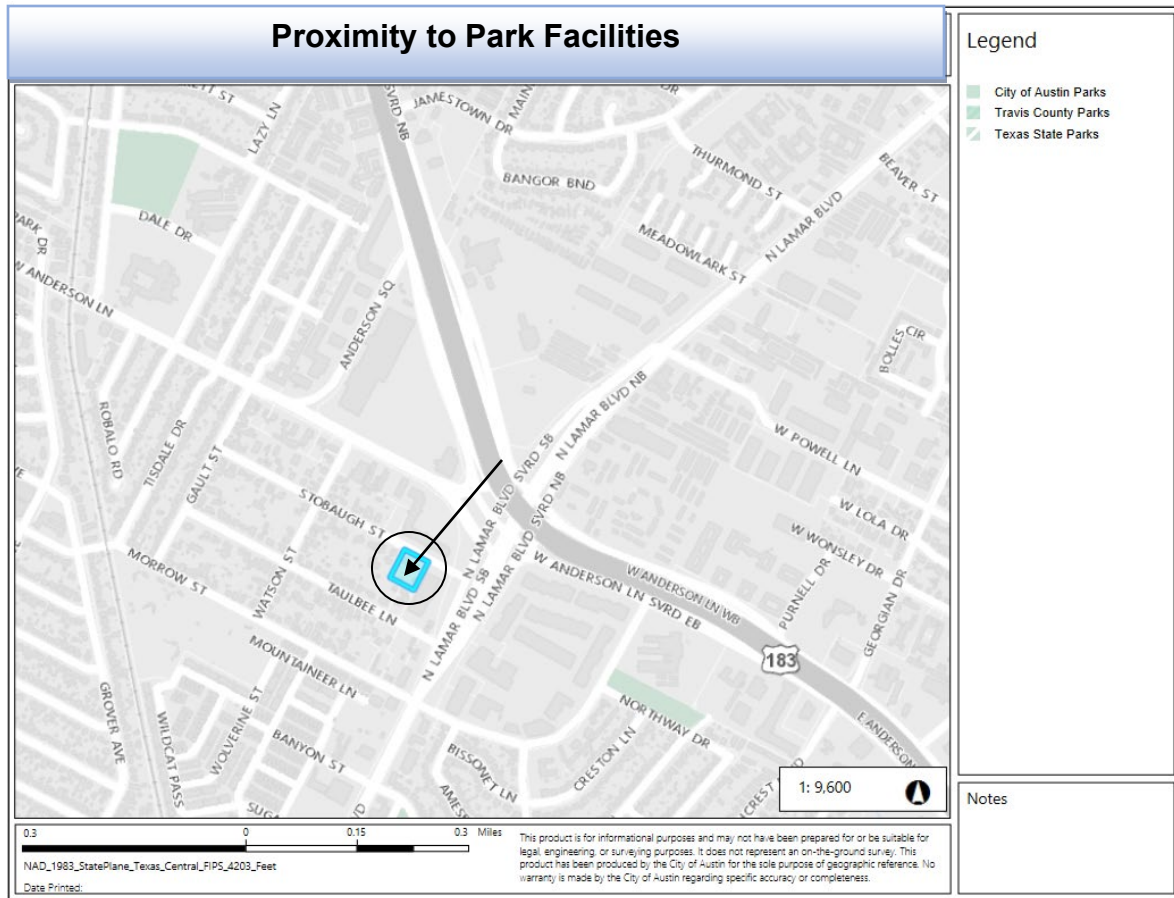 Proximity to Park Facilities
Legend
City of Austin Parks
Travis County Parks
Texas State Parks
SVRD NB
JAMESTOWN DR
LAZY LN
BANGOR BND
THURMOND ST
BEAVER ST
N LAMAR BLVD
MEADOWLARK ST
DALE DR
PARK DR
W ANDERSON LN
ANDERSON SQ
BOLLES CIR
ROBALO RD
TISDALE DR
GAULT ST
N LAMAR BLVD NB
N LAMAR BLVD SVRD SB
N LAMAR BLVD SVRD NB
W POWELL LN
STOBAUGH ST
W LOLA DR
W WONSLEY DR
MORROW ST
WATSON ST
TAULBEE LN
N LAMAR BLVD SB
N LAMAR BLVD NB
W ANDERSON LN SVRD EB
W ANDERSON LN WB
PURNELL DR
GEORGIAN DR
183
MOUNTAINEER LN
GROVER AVE
WILDCAT PASS
WOLVERINE ST
BANYON ST
BISSONET LN
CRESTON LN
NORTHWAY DR
E ANDERSON
1: 9,600
Notes
0.3 0 0.15 0.3 Miles
NAD_1983_StatePlane_Texas_Central_FIPS_4203_Feet
Date Printed:
This product is for informational purposes and may not have been prepared for or be suitable for
legal, engineering, or surveying purposes. It does not represent an on-the-ground survey. This
product has been produced by the City of Austin for the sole purpose of geographic reference. No
warranty is made by the City of Austin regarding specific accuracy or completeness.